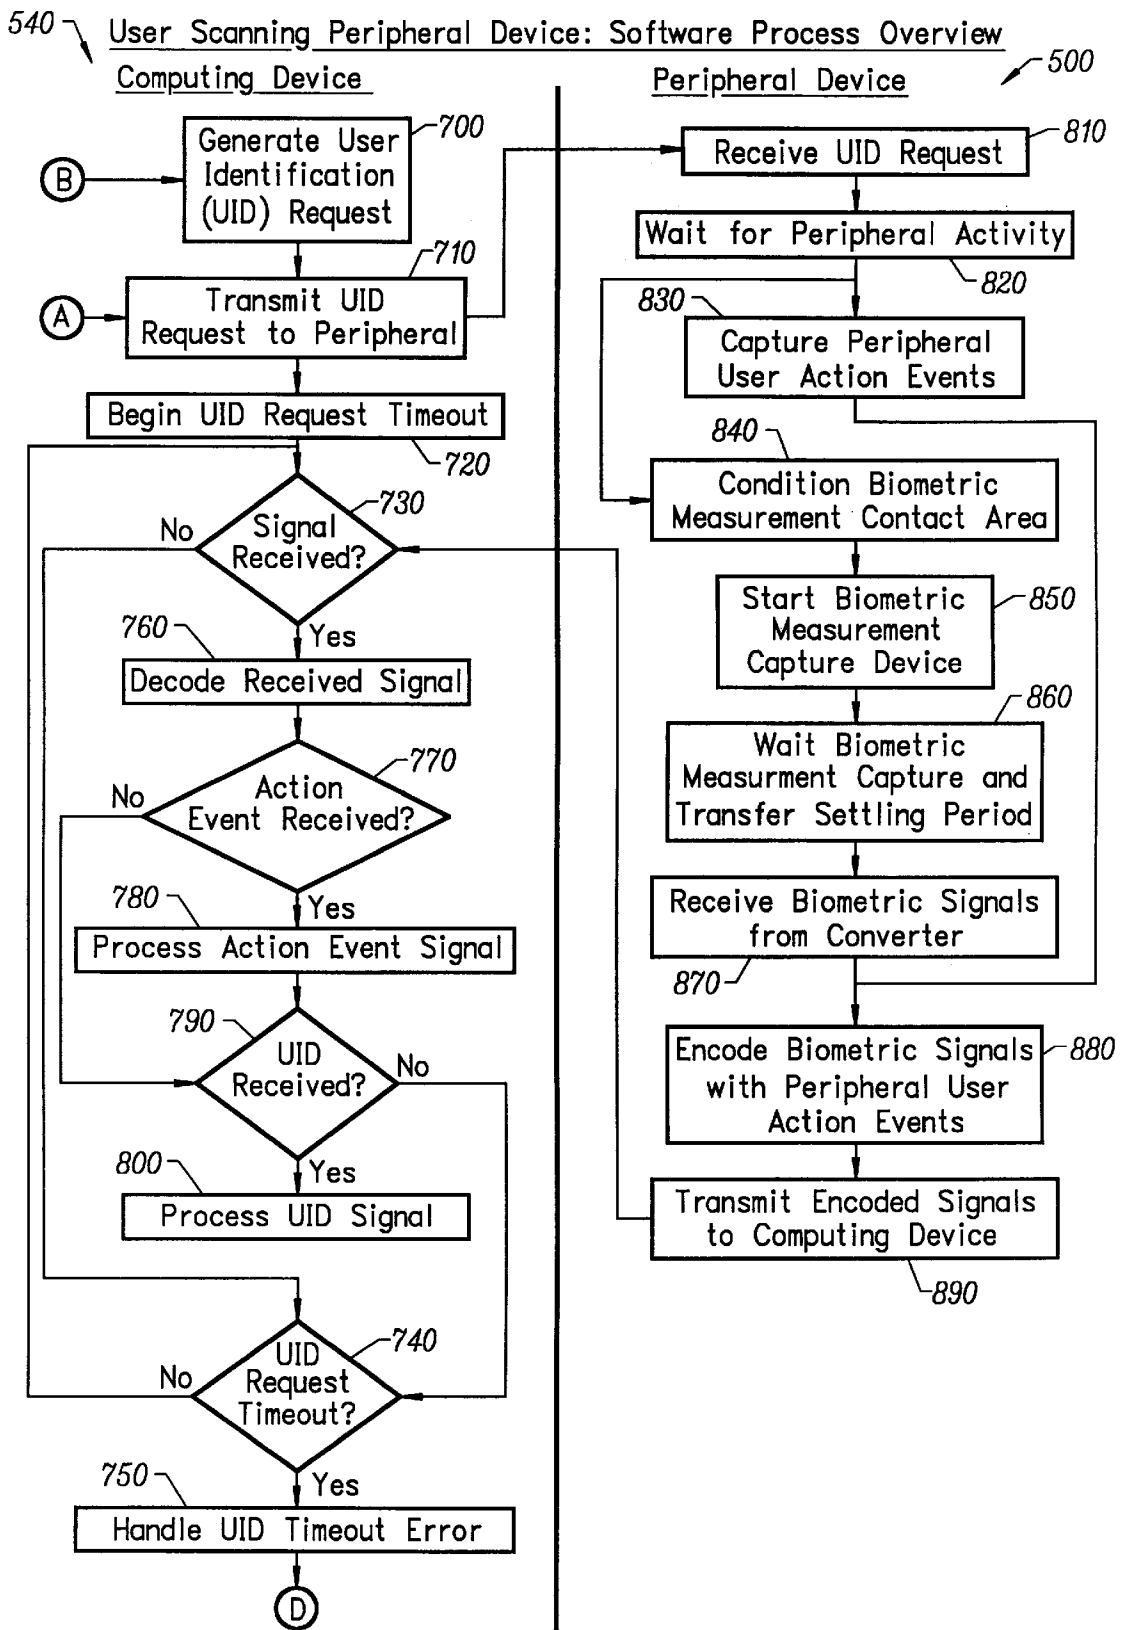 540
User Scanning Peripheral Device: Software Process Overview
Computing Device
B
Generate User
Identification
(UID) Request
700
710
A
Transmit UID
Request to Peripheral
Begin UID Request Timeout
720
730
Signal
Received?
No
Yes
760
Decode Received Signal
770
Action
Event Received?
No
Yes
780
Process Action Event Signal
790
UID
Received?
No
Yes
800
Process UID Signal
740
UID
Request
Timeout?
No
Yes
750
Handle UID Timeout Error
D
Peripheral Device
500
810
Receive UID Request
Wait for Peripheral Activity
820
830
Capture Peripheral
User Action Events
840
Condition Biometric
Measurement Contact Area
Start Biometric
Measurement
Capture Device
850
860
Wait Biometric
Measurment Capture and
Transfer Settling Period
Receive Biometric Signals
from Converter
870
Encode Biometric Signals
with Peripheral User
Action Events
880
Transmit Encoded Signals
to Computing Device
890